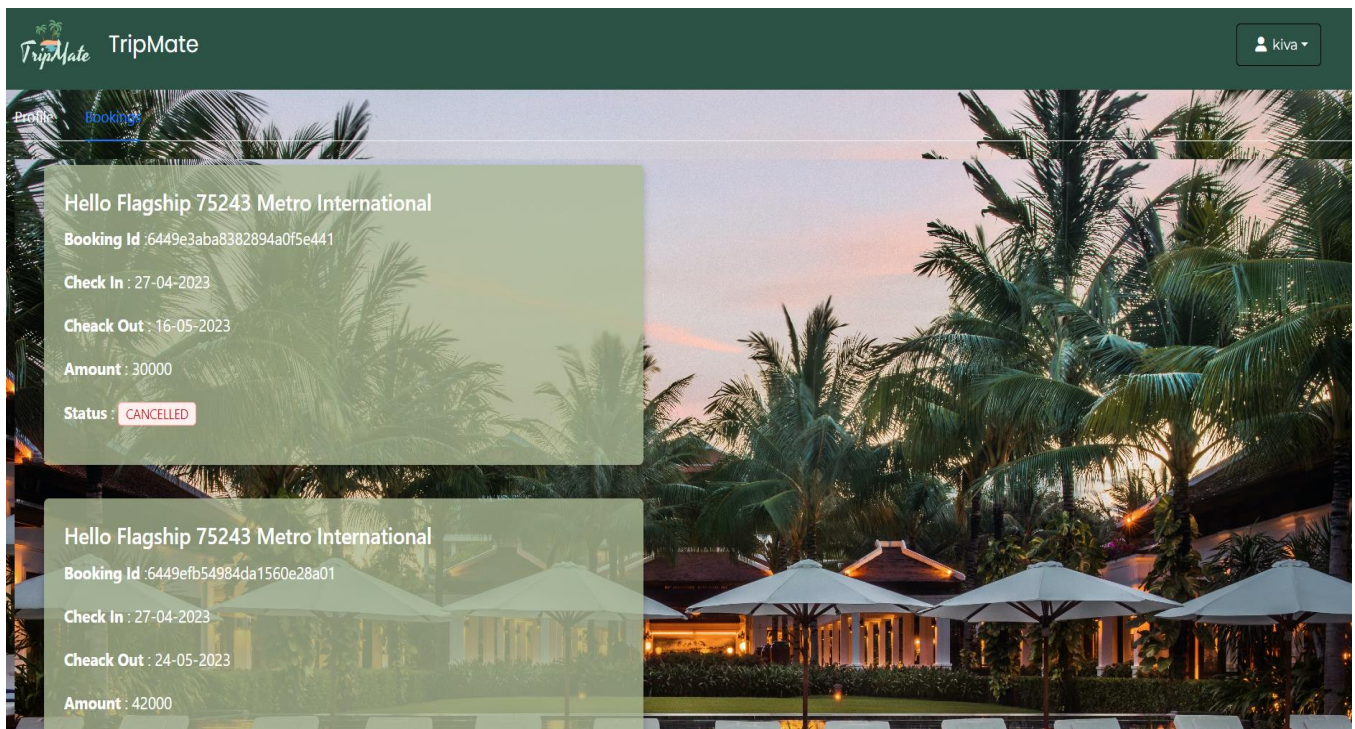 TripMate
TripMate
kiva
Profile
Bookings
Hello Flagship 75243 Metro International
Booking Id :6449e3aba8382894a0f5e441
Check In : 27-04-2023
Cheack Out : 16-05-2023
Amount : 30000
Status : CANCELLED
Hello Flagship 75243 Metro International
Booking Id :6449efb54984da1560e28a01
Check In : 27-04-2023
Cheack Out : 24-05-2023
Amount : 42000